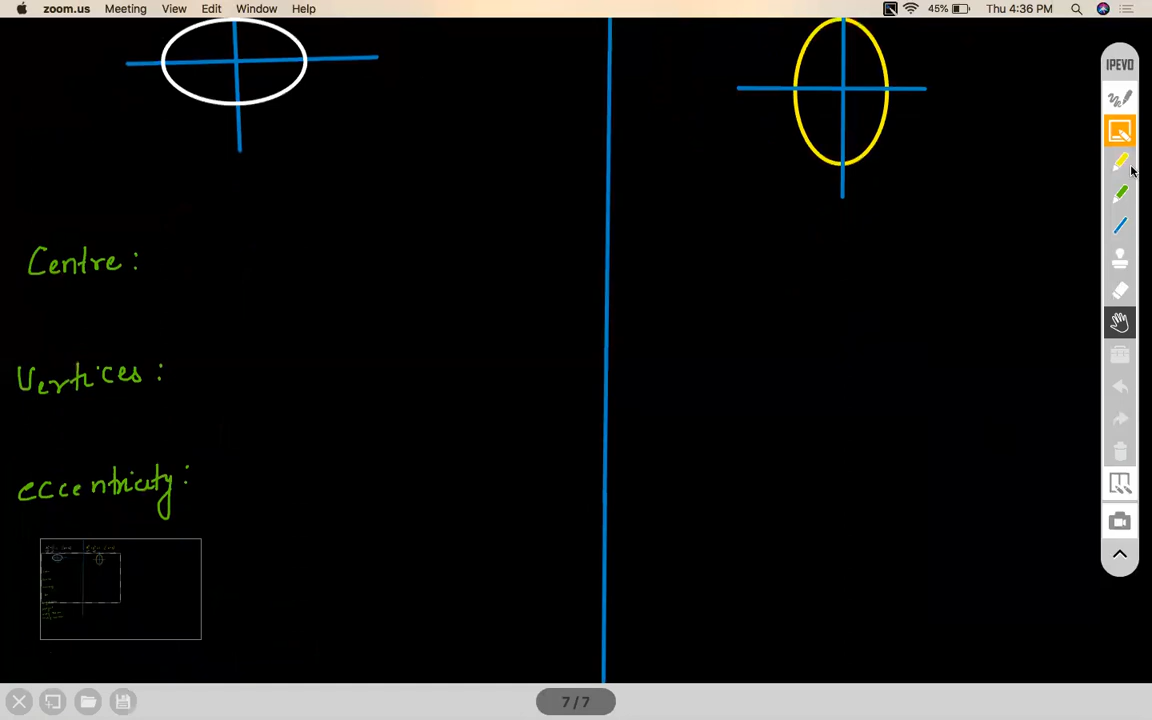 zoom.us Meeting View Edit Window Help 45% Thu 4:36 PM
IPEVO
Centre :
Vertices :
eccentricity :
7 / 7